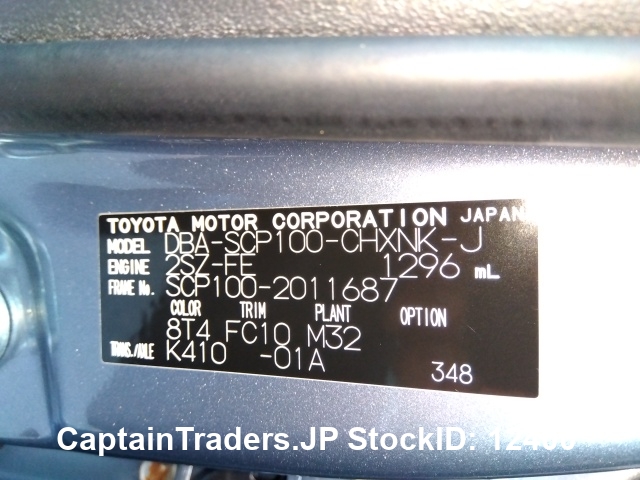 TOYOTA MOTOR CORPORATION JAPAN
MODEL DBA-SCP100-CHXNK-J
ENGINE 2SZ-FE 1296 mL
FRAME No. SCP100-2011687
COLOR TRIM PLANT OPTION
8T4 FC10 M32
TRANS./AXLE K410 -01A
348
CaptainTraders.JP StockID: